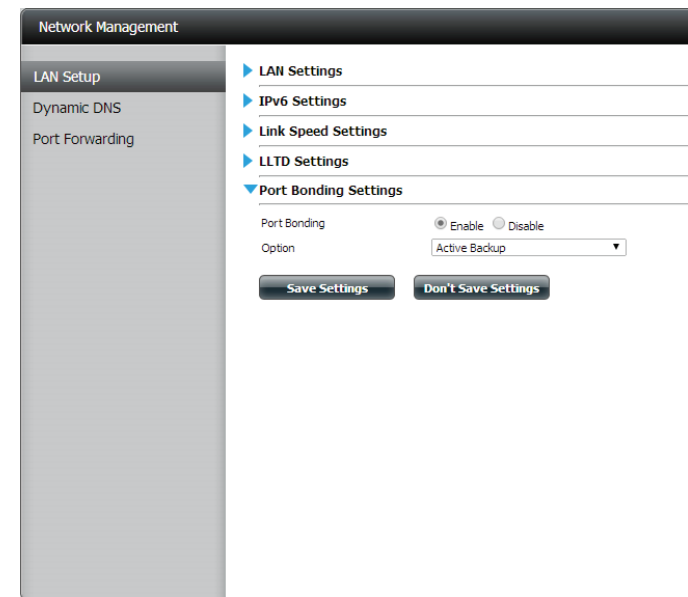 Network Management
LAN Setup
Dynamic DNS
Port Forwarding
LAN Settings
IPv6 Settings
Link Speed Settings
LLTD Settings
Port Bonding Settings
Port Bonding Enable Disable
Option Active Backup
Save Settings Don't Save Settings